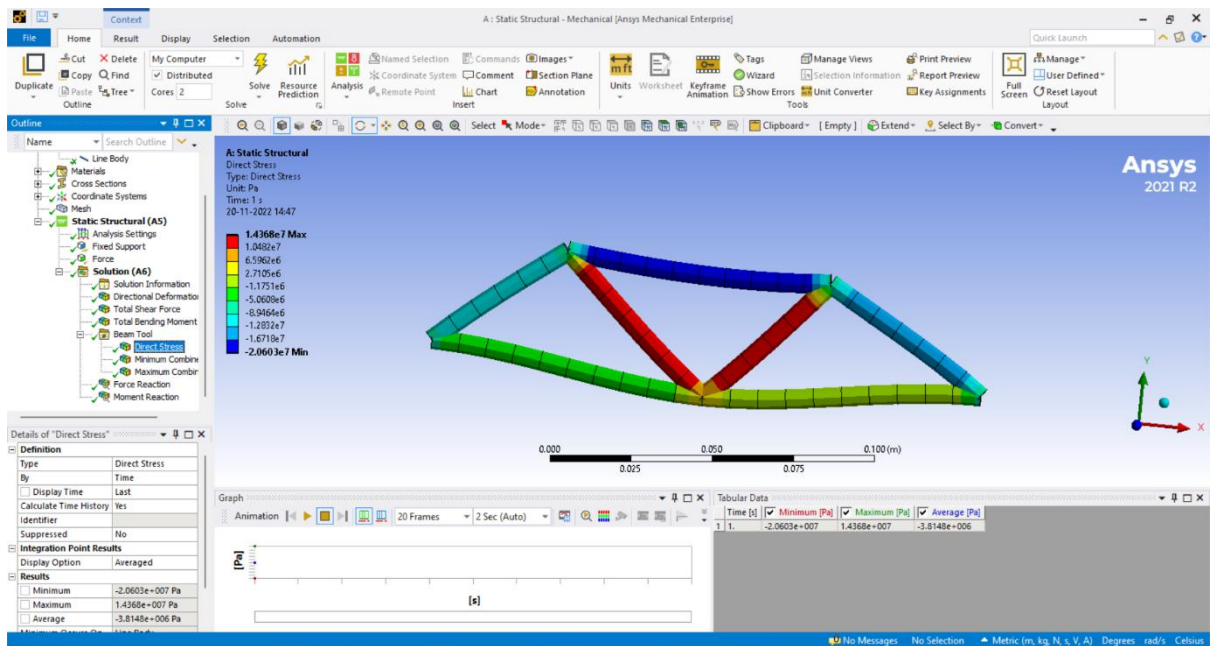 Context
A : Static Structural - Mechanical [Ansys Mechanical Enterprise]
File Home Result Display Selection Automation
Quick Launch
Duplicate
Cut
Copy
Paste
Delete
Find
Tree
Outline
My Computer
Distributed
Cores 2
Solve
Resource Prediction
Solve
Analysis
Named Selection
Coordinate System
Remote Point
Commands
Comment
Chart
Images
Section Plane
Annotation
Insert
Units
Worksheet
Keyframe Animation
Tags
Wizard
Show Errors
Manage Views
Selection Information
Unit Converter
Print Preview
Report Preview
Key Assignments
Tools
Full Screen
Manage
User Defined
Reset Layout
Layout
Outline
Select Mode Clipboard [ Empty ] Extend Select By Convert
Name Search Outline
Line Body
Materials
Cross Sections
Coordinate Systems
Mesh
Static Structural (A5)
Analysis Settings
Fixed Support
Force
Solution (A6)
Solution Information
Directional Deformation
Total Shear Force
Total Bending Moment
Beam Tool
Direct Stress
Minimum Combine
Maximum Combir
Force Reaction
Moment Reaction
A: Static Structural
Direct Stress
Type: Direct Stress
Unit: Pa
Time: 1 s
20-11-2022 14:47
1.4368e7 Max
1.0482e7
6.5962e6
2.7105e6
-1.1751e6
-5.0608e6
-8.9464e6
-1.2832e7
-1.6718e7
-2.0603e7 Min
Ansys
2021 R2
Y
X
0.000 0.050 0.100 (m)
0.025 0.075
Details of "Direct Stress"
Definition
Type Direct Stress
By Time
Display Time Last
Calculate Time History Yes
Identifier
Suppressed No
Integration Point Results
Display Option Averaged
Results
Minimum -2.0603e+007 Pa
Maximum 1.4368e+007 Pa
Average -3.8148e+006 Pa
Graph
Animation 20 Frames 2 Sec (Auto)
[Pa]
[s]
Tabular Data
Time [s] Minimum [Pa] Maximum [Pa] Average [Pa]
1 1. -2.0603e+007 1.4368e+007 -3.8148e+006
No Messages No Selection Metric (m, kg, N, s, V, A) Degrees rad/s Celsius